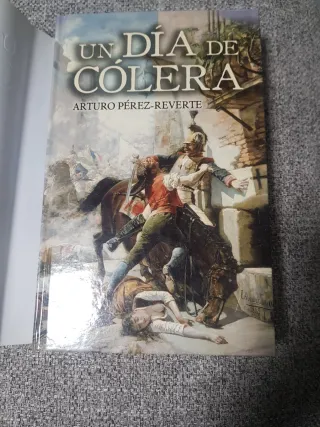 UN DÍA DE
CÓLERA
ARTURO PÉREZ-REVERTE